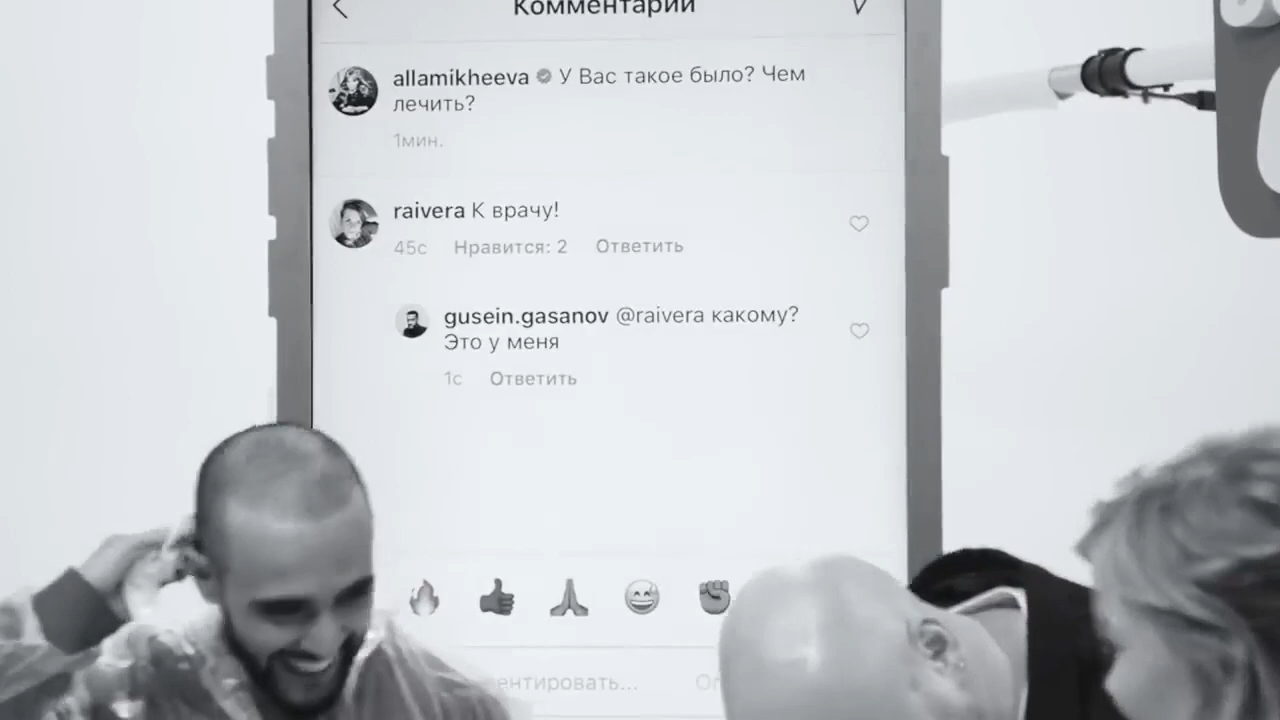 Комментарии
allamikheeva У Вас такое было? Чем
лечить?
1мин.
raivera К врачу!
45с Нравится: 2 Ответить
gusein.gasanov @raivera какому?
Это у меня
1с Ответить